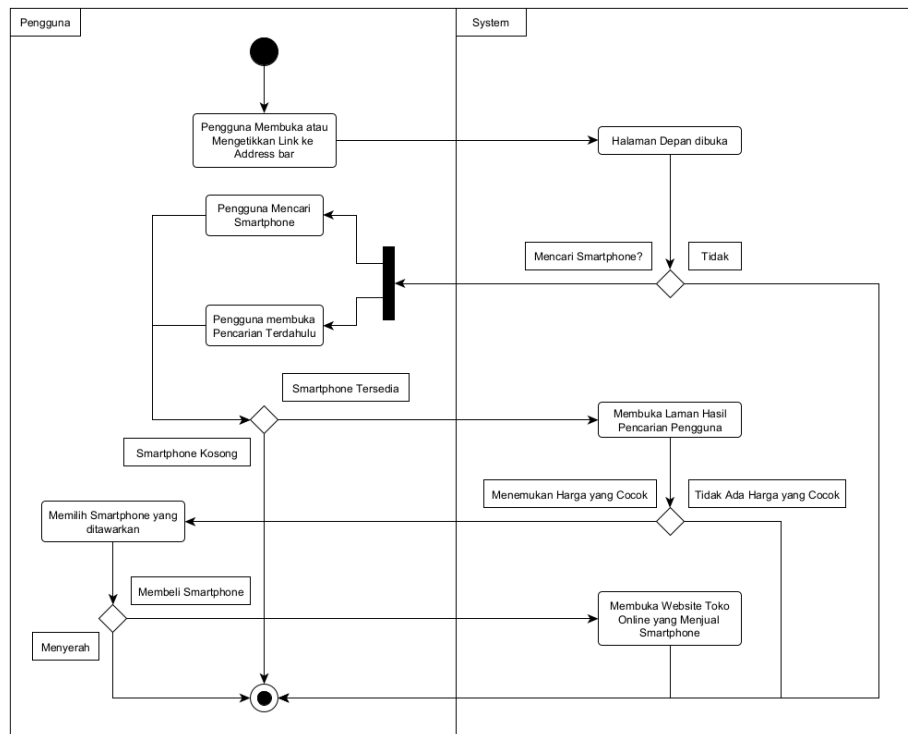 Pengguna
System
Pengguna Membuka atau
Mengetikkan Link ke
Address bar
Halaman Depan dibuka
Pengguna Mencari
Smartphone
Mencari Smartphone?
Tidak
Pengguna membuka
Pencarian Terdahulu
Smartphone Tersedia
Membuka Laman Hasil
Pencarian Pengguna
Smartphone Kosong
Menemukan Harga yang Cocok
Tidak Ada Harga yang Cocok
Memilih Smartphone yang
ditawarkan
Membeli Smartphone
Membuka Website Toko
Online yang Menjual
Smartphone
Menyerah